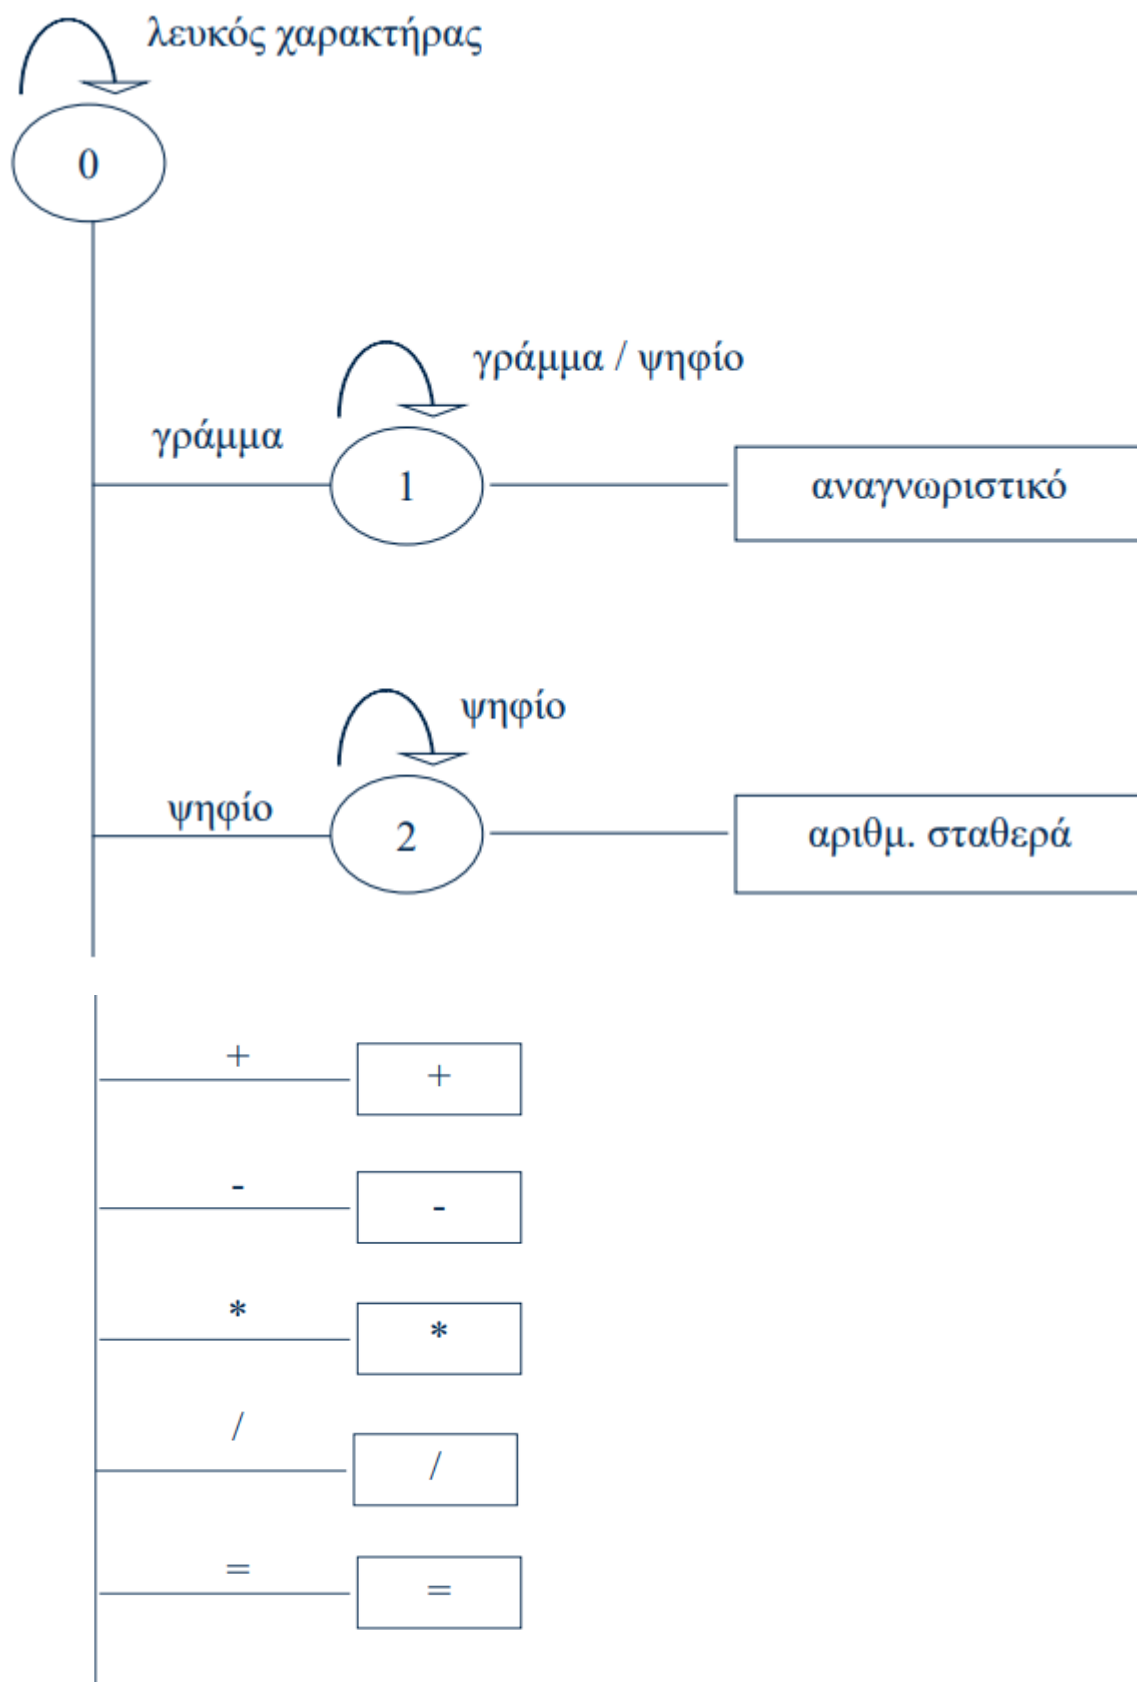 λευκός χαρακτήρας
0
γράμμα / ψηφίο
γράμμα
1
αναγνωριστικό
ψηφίο
ψηφίο
2
αριθμ. σταθερά
+
+
-
-
*
*
/
/
=
=